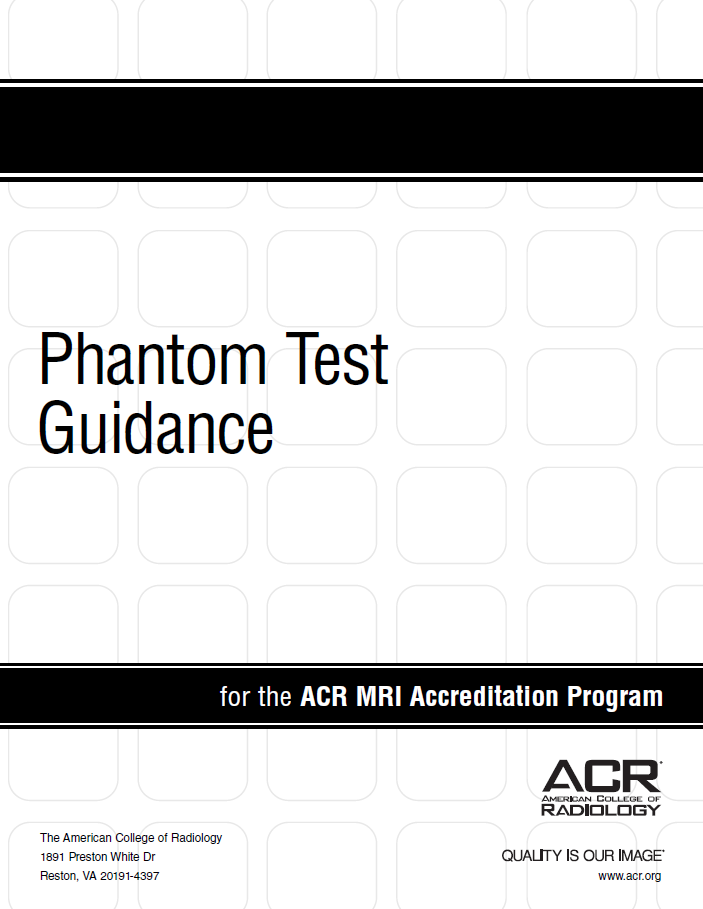 Phantom Test
Guidance
for the ACR MRI Accreditation Program
ACR
AMERICAN COLLEGE OF
RADIOLOGY
The American College of Radiology
1891 Preston White Dr
Reston, VA 20191-4397
QUALITY IS OUR IMAGE
www.acr.org